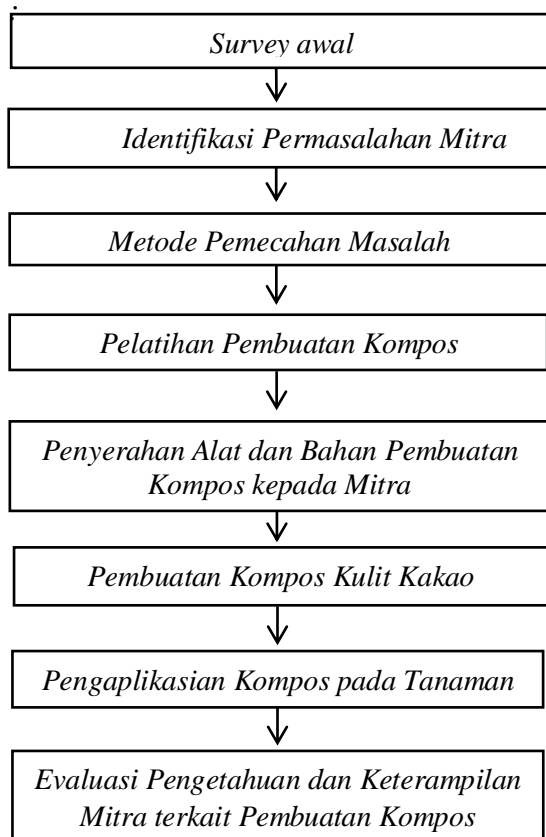 Survey awal
Identifikasi Permasalahan Mitra
Metode Pemecahan Masalah
Pelatihan Pembuatan Kompos
Penyerahan Alat dan Bahan Pembuatan
Kompos kepada Mitra
Pembuatan Kompos Kulit Kakao
Pengaplikasian Kompos pada Tanaman
Evaluasi Pengetahuan dan Keterampilan
Mitra terkait Pembuatan Kompos